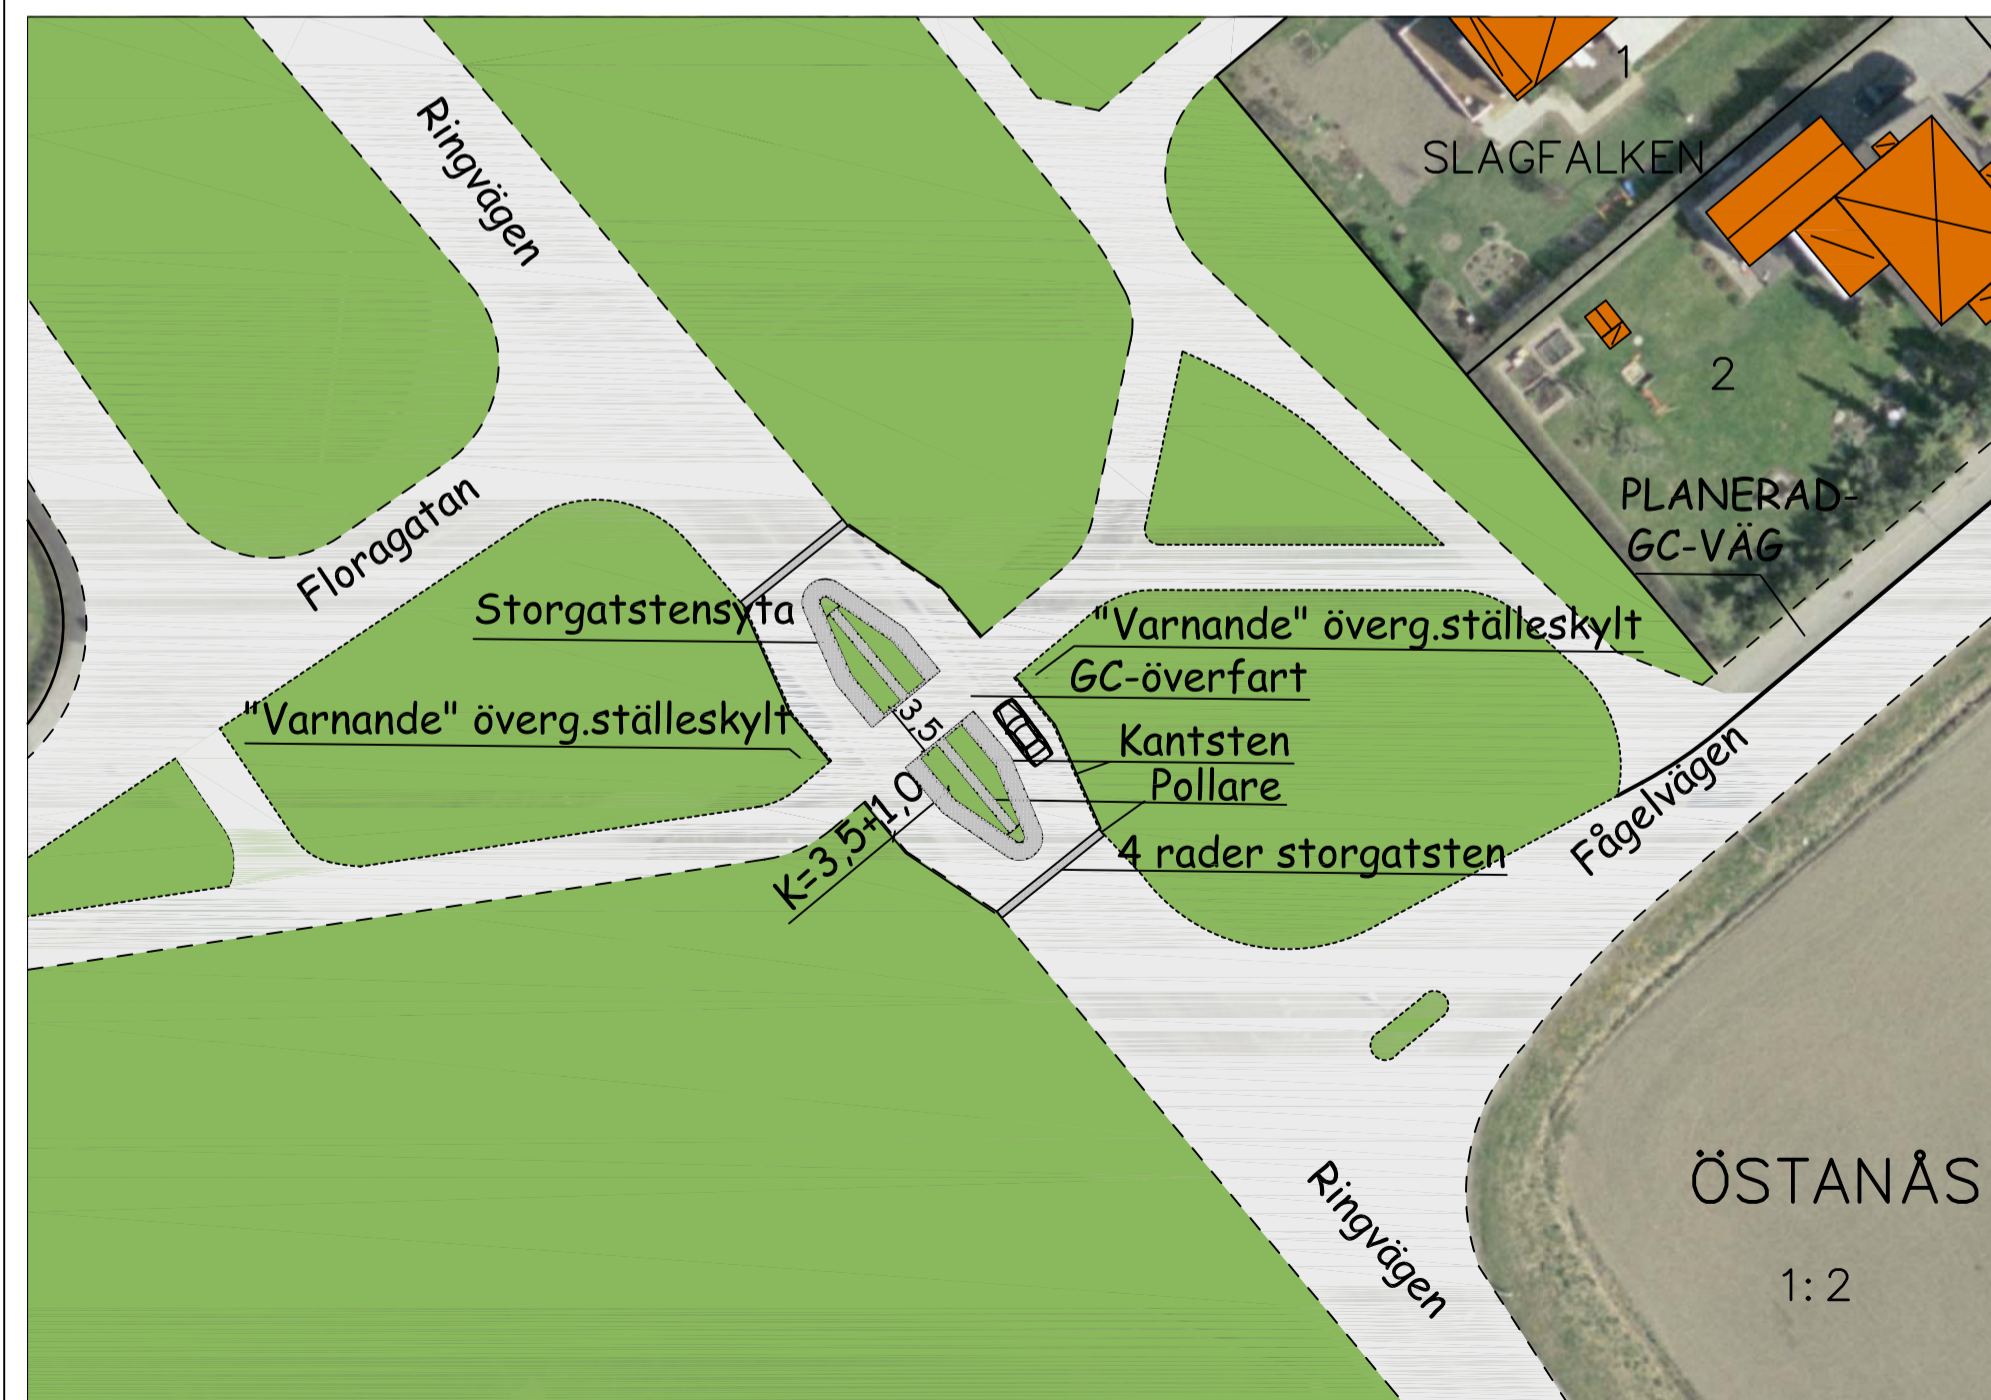 1
Ringvägen
SLAGFALKEN
2
PLANERAD-
GC-VÄG
Floragatan
Storgatstensyta
"Varnande" överg.ställeskylt
GC-överfart
"Varnande" överg.ställeskylt
3,5
Kantsten
Pollare
K=3,5+1,0
4 rader storgatsten
Fågelvägen
Ringvägen
ÖSTANÅS
1:2